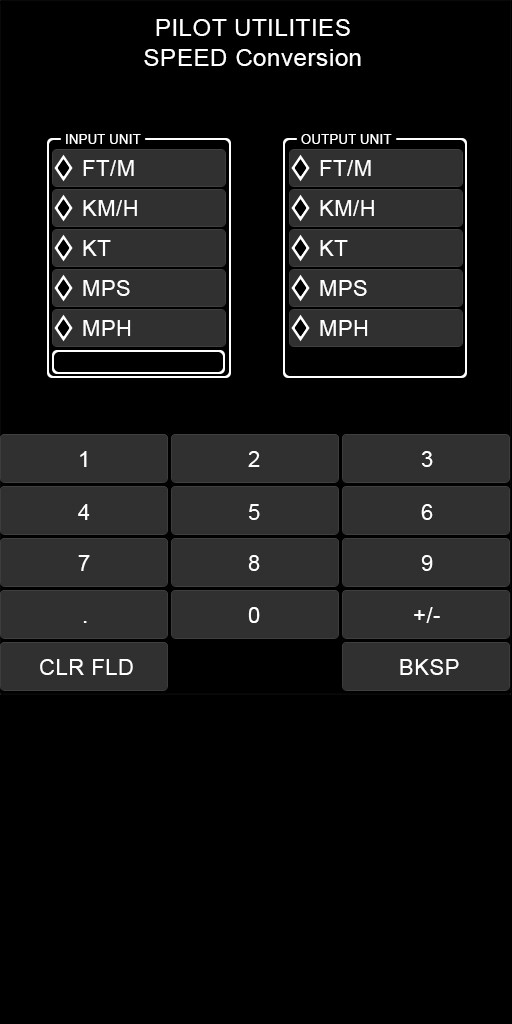 PILOT UTILITIES
SPEED Conversion
INPUT UNIT
FT/M
KM/H
KT
MPS
MPH
OUTPUT UNIT
FT/M
KM/H
KT
MPS
MPH
1 2 3
4 5 6
7 8 9
. 0 +/-
CLR FLD BKSP